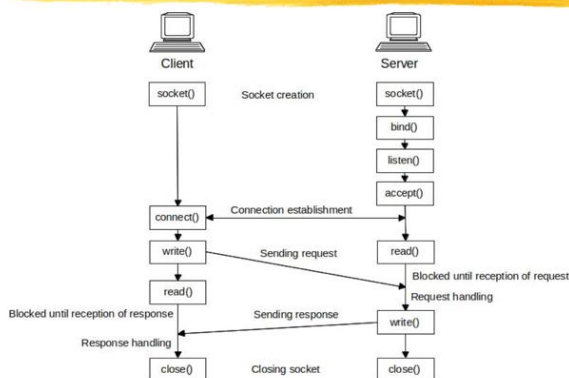 Client Server
socket() Socket creation socket()
bind()
listen()
accept()
connect() Connection establishment
write() Sending request read()
Blocked until reception of request
read() Request handling
Blocked until reception of response Sending response write()
Response handling
close() Closing socket close()